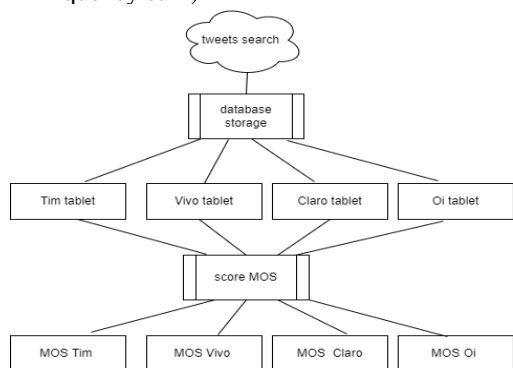 tweets search
database
storage
Tim tablet
Vivo tablet
Claro tablet
Oi tablet
score MOS
MOS Tim
MOS Vivo
MOS Claro
MOS Oi